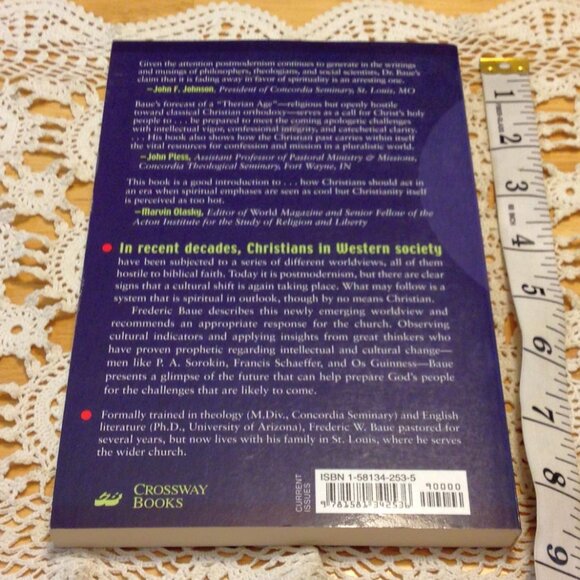 Given the attention postmodernism continues to generate in the writings
and musings of philosophers, theologians, and social scientists, Dr. Baue's
claim that it is fading away in favor of spirituality is an arresting one.
—John F. Johnson, President of Concordia Seminary, St. Louis, MO
Baue's forecast of a "Therian Age"—religious but openly hostile
toward classical Christian orthodoxy—serves as a call for Christ's holy
people to . . . be prepared to meet the coming apologetic challenges
with intellectual vigor, confessional integrity, and catechetical clarity.
. . . His book also shows how the Christian past carries within itself
the vital resources for confession and mission in a pluralistic world.
—John Pless, Assistant Professor of Pastoral Ministry & Missions,
Concordia Theological Seminary, Fort Wayne, IN
This book is a good introduction to . . . how Christians should act in
an era when spiritual emphases are seen as cool but Christianity itself
is perceived as too hot.
—Marvin Olasky, Editor of World Magazine and Senior Fellow of the
Acton Institute for the Study of Religion and Liberty
In recent decades, Christians in Western society
have been subjected to a series of different worldviews, all of them
hostile to biblical faith. Today it is postmodernism, but there are clear
signs that a cultural shift is again taking place. What may follow is a
system that is spiritual in outlook, though by no means Christian.
Frederic Baue describes this newly emerging worldview and
recommends an appropriate response for the church. Observing
cultural indicators and applying insights from great thinkers who
have proven prophetic regarding intellectual and cultural change—
men like P. A. Sorokin, Francis Schaeffer, and Os Guinness—Baue
presents a glimpse of the future that can help prepare God's people
for the challenges that are likely to come.
Formally trained in theology (M.Div., Concordia Seminary) and English
literature (Ph.D., University of Arizona), Frederic W. Baue pastored for
several years, but now lives with his family in St. Louis, where he serves
the wider church.
CROSSWAY
BOOKS
CURRENT
ISSUES
ISBN 1-58134-253-5
90000
9 781581 342536
1
2
3
4
5
6
7
8
9